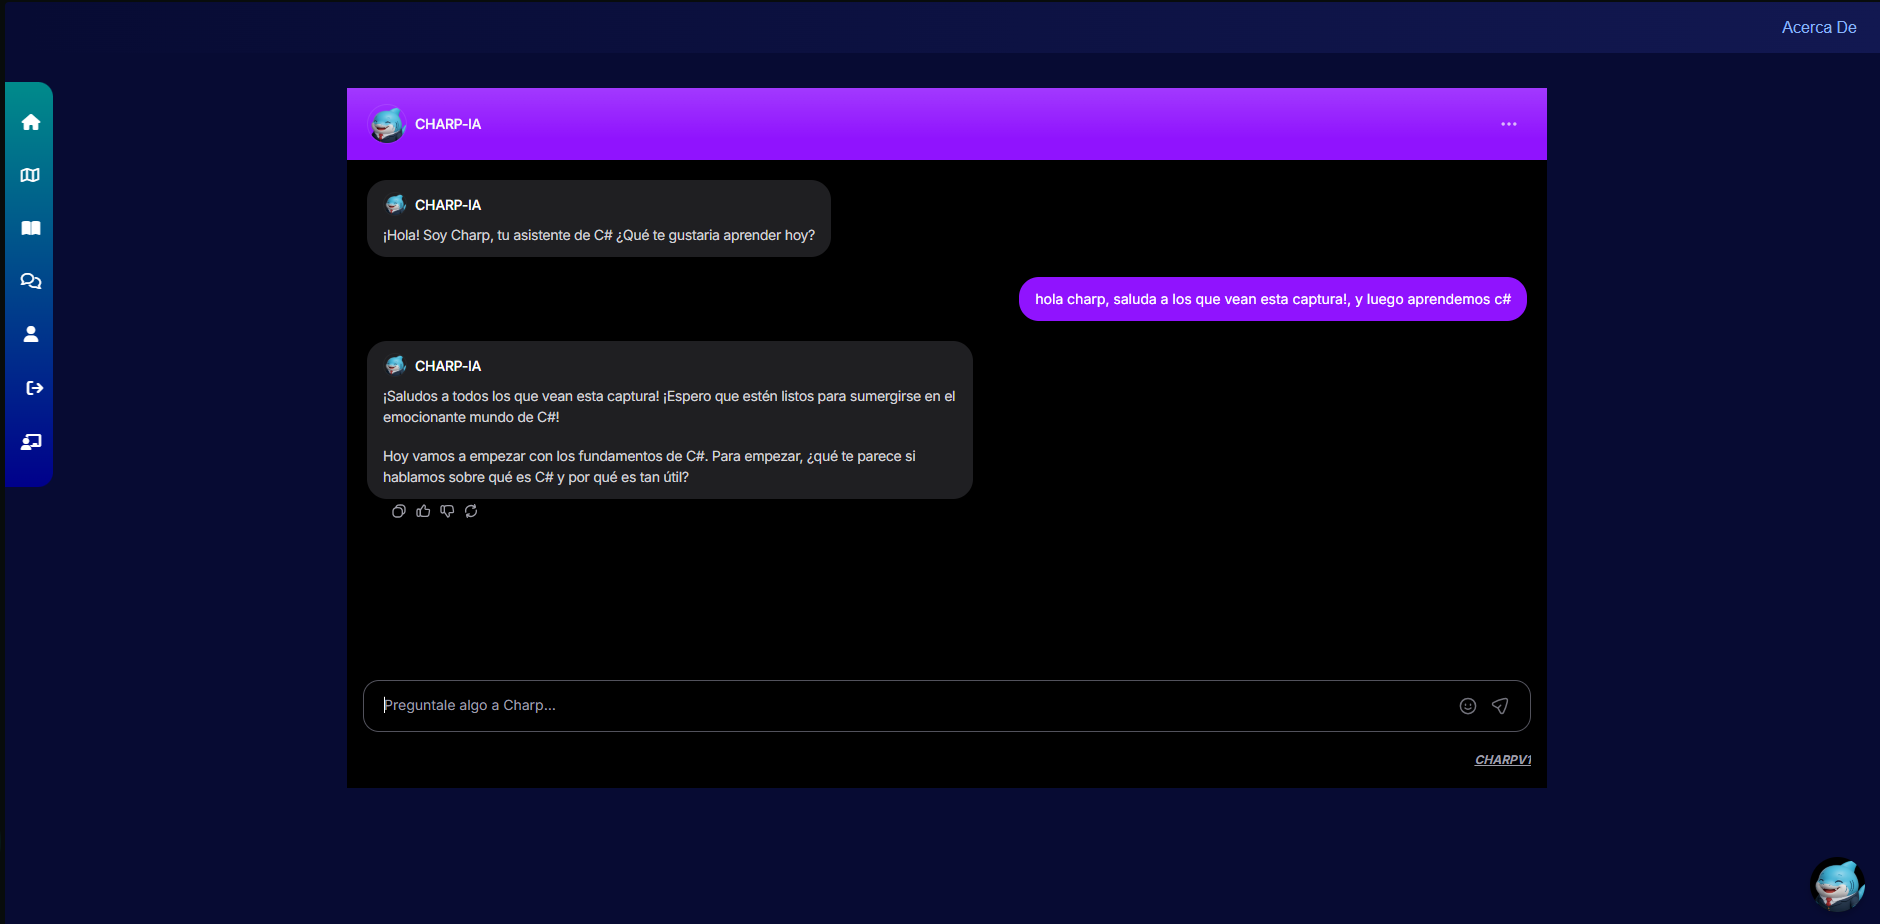 Acerca De
CHARP-IA
CHARP-IA
¡Hola! Soy Charp, tu asistente de C# ¿Qué te gustaria aprender hoy?
hola charp, saluda a los que vean esta captura!, y luego aprendemos c#
CHARP-IA
¡Saludos a todos los que vean esta captura! ¡Espero que estén listos para sumergirse en el
emocionante mundo de C#!
Hoy vamos a empezar con los fundamentos de C#. Para empezar, ¿qué te parece si
hablamos sobre qué es C# y por qué es tan útil?
Preguntale algo a Charp...
CHARPV1